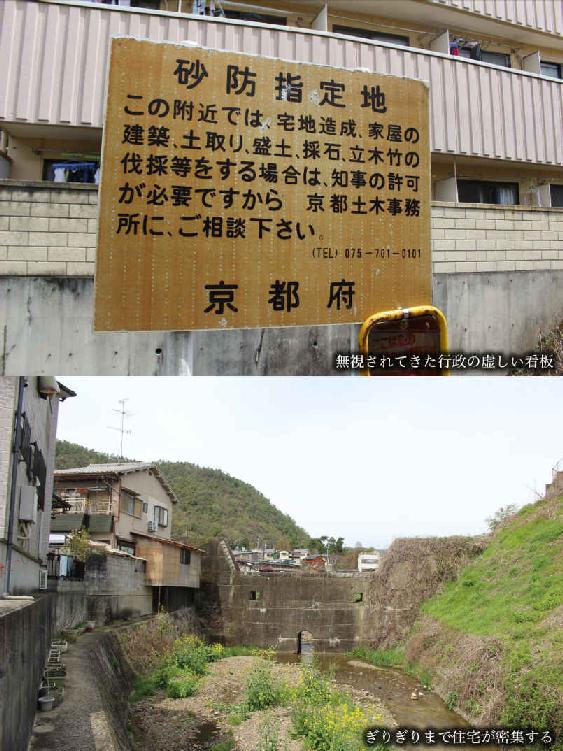 砂防指定地
この附近では、宅地造成、家屋の
建築、土取り、盛土、採石、立木竹の
伐採等をする場合は、知事の許可
が必要ですから 京都土木事務
所に、ご相談下さい。
(TEL) 075-701-0101
京都府
無視されてきた行政の虚しい看板
ぎりぎりまで住宅が密集する